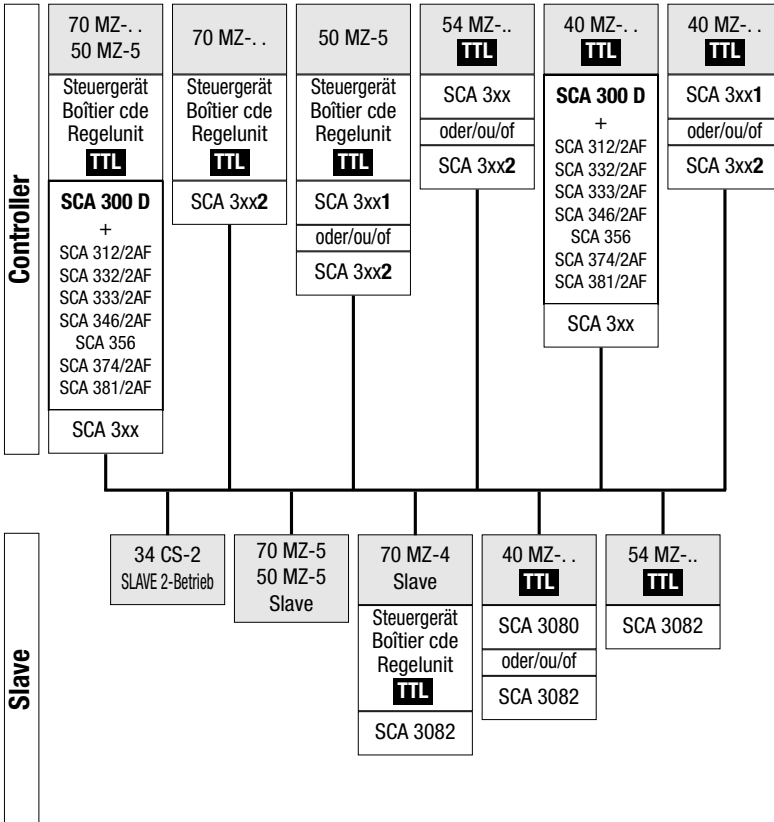 Controller
70 MZ-. .
50 MZ-5
Steuergerät
Boîtier cde
Regelunit
TTL
SCA 300 D
+
SCA 312/2AF
SCA 332/2AF
SCA 333/2AF
SCA 346/2AF
SCA 356
SCA 374/2AF
SCA 381/2AF
SCA 3xx
70 MZ-. .
Steuergerät
Boîtier cde
Regelunit
TTL
SCA 3xx2
50 MZ-5
Steuergerät
Boîtier cde
Regelunit
TTL
SCA 3xx1
oder/ou/of
SCA 3xx2
54 MZ-..
TTL
SCA 3xx
oder/ou/of
SCA 3xx2
40 MZ-. .
TTL
SCA 300 D
+
SCA 312/2AF
SCA 332/2AF
SCA 333/2AF
SCA 346/2AF
SCA 356
SCA 374/2AF
SCA 381/2AF
SCA 3xx
40 MZ-. .
TTL
SCA 3xx1
oder/ou/of
SCA 3xx2
Slave
34 CS-2
SLAVE 2-Betrieb
70 MZ-5
50 MZ-5
Slave
70 MZ-4
Slave
Steuergerät
Boîtier cde
Regelunit
TTL
SCA 3082
40 MZ-. .
TTL
SCA 3080
oder/ou/of
SCA 3082
54 MZ-..
TTL
SCA 3082